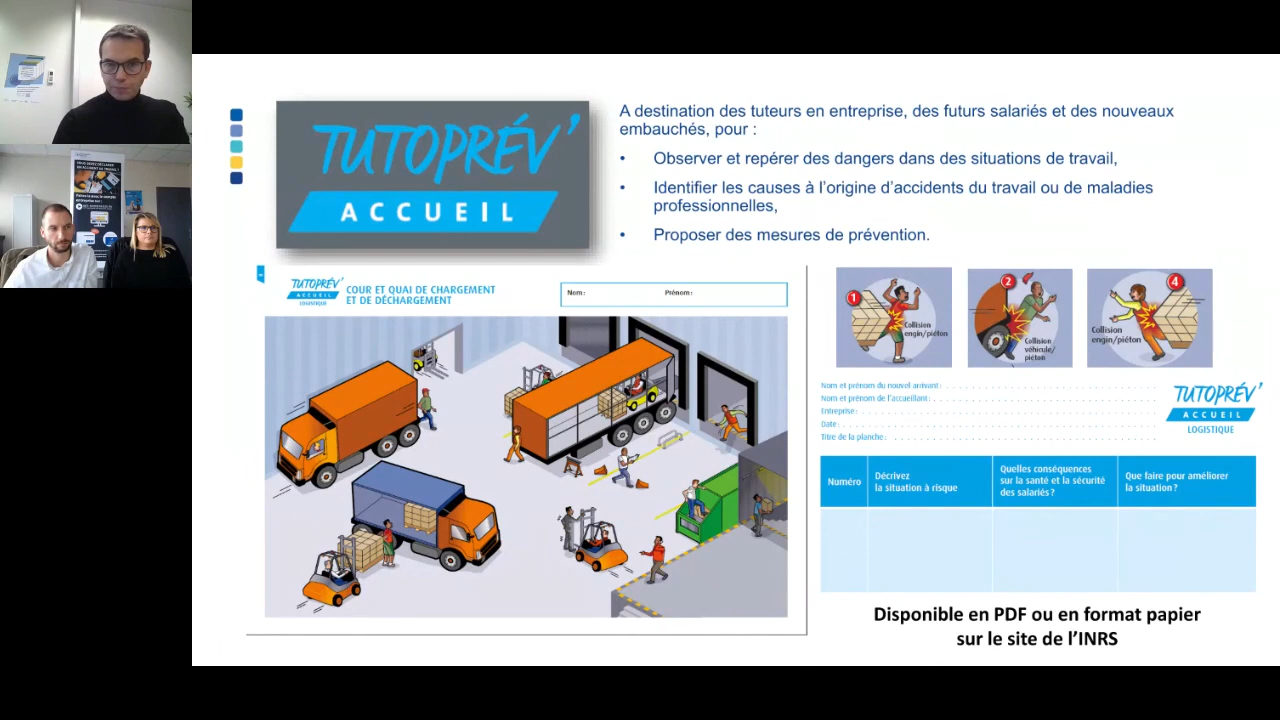 TUTOPRÉV'
ACCUEIL
A destination des tuteurs en entreprise, des futurs salariés et des nouveaux
embauchés, pour :
• Observer et repérer des dangers dans des situations de travail,
• Identifier les causes à l'origine d'accidents du travail ou de maladies
professionnelles,
• Proposer des mesures de prévention.
TUTOPRÉV'
ACCUEIL
LOGISTIQUE
COUR ET QUAI DE CHARGEMENT
ET DE DÉCHARGEMENT
Nom : Prénom :
1
Collision
engin/piéton
2
Collision
véhicule/
piéton
4
Collision
engin/piéton
Nom et prénom du nouvel arrivant :
Nom et prénom de l'accueillant :
Entreprise :
Date :
Titre de la planche :
TUTOPRÉV'
ACCUEIL
LOGISTIQUE
Numéro
Décrivez
la situation à risque
Quelles conséquences
sur la santé et la sécurité
des salariés ?
Que faire pour améliorer
la situation ?
Disponible en PDF ou en format papier
sur le site de l'INRS